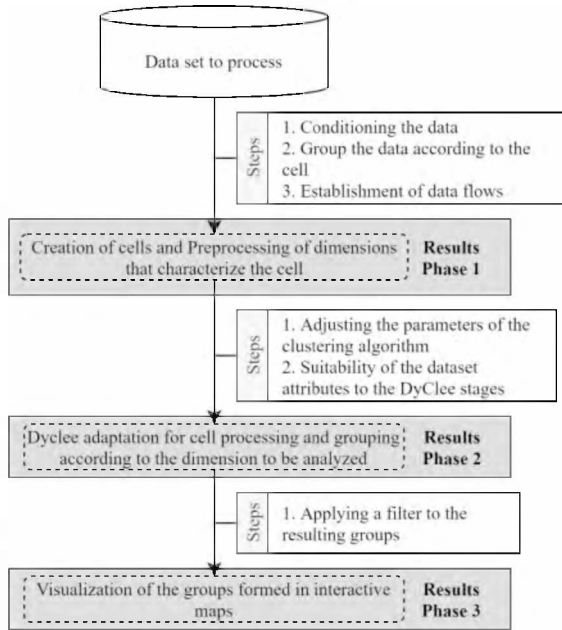 Data set to process
Steps
1. Conditioning the data
2. Group the data according to the
cell
3. Establishment of data flows
Creation of cells and Preprocessing of dimensions
that characterize the cell
Results
Phase 1
Steps
1. Adjusting the parameters of the
clustering algorithm
2. Suitability of the dataset
attributes to the DyClee stages
Dyclee adaptation for cell processing and grouping
according to the dimension to be analyzed
Results
Phase 2
Steps
1. Applying a filter to the
resulting groups
Visualization of the groups formed in interactive
maps
Results
Phase 3